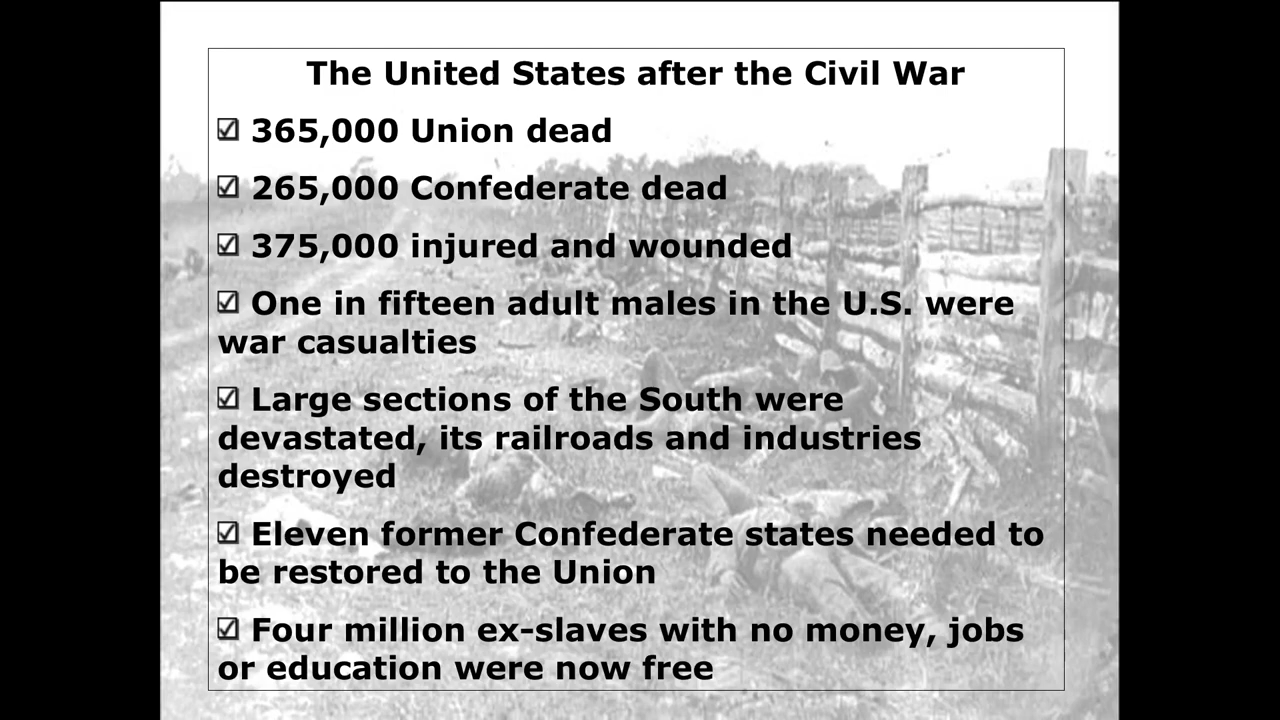 The United States after the Civil War
☑ 365,000 Union dead
☑ 265,000 Confederate dead
☑ 375,000 injured and wounded
☑ One in fifteen adult males in the U.S. were
war casualties
☑ Large sections of the South were
devastated, its railroads and industries
destroyed
☑ Eleven former Confederate states needed to
be restored to the Union
☑ Four million ex-slaves with no money, jobs
or education were now free